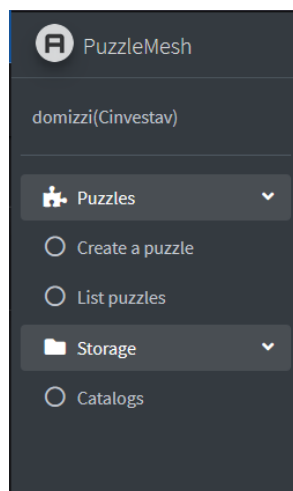 PuzzleMesh
domizzi(Cinvestav)
Puzzles
Create a puzzle
List puzzles
Storage
Catalogs